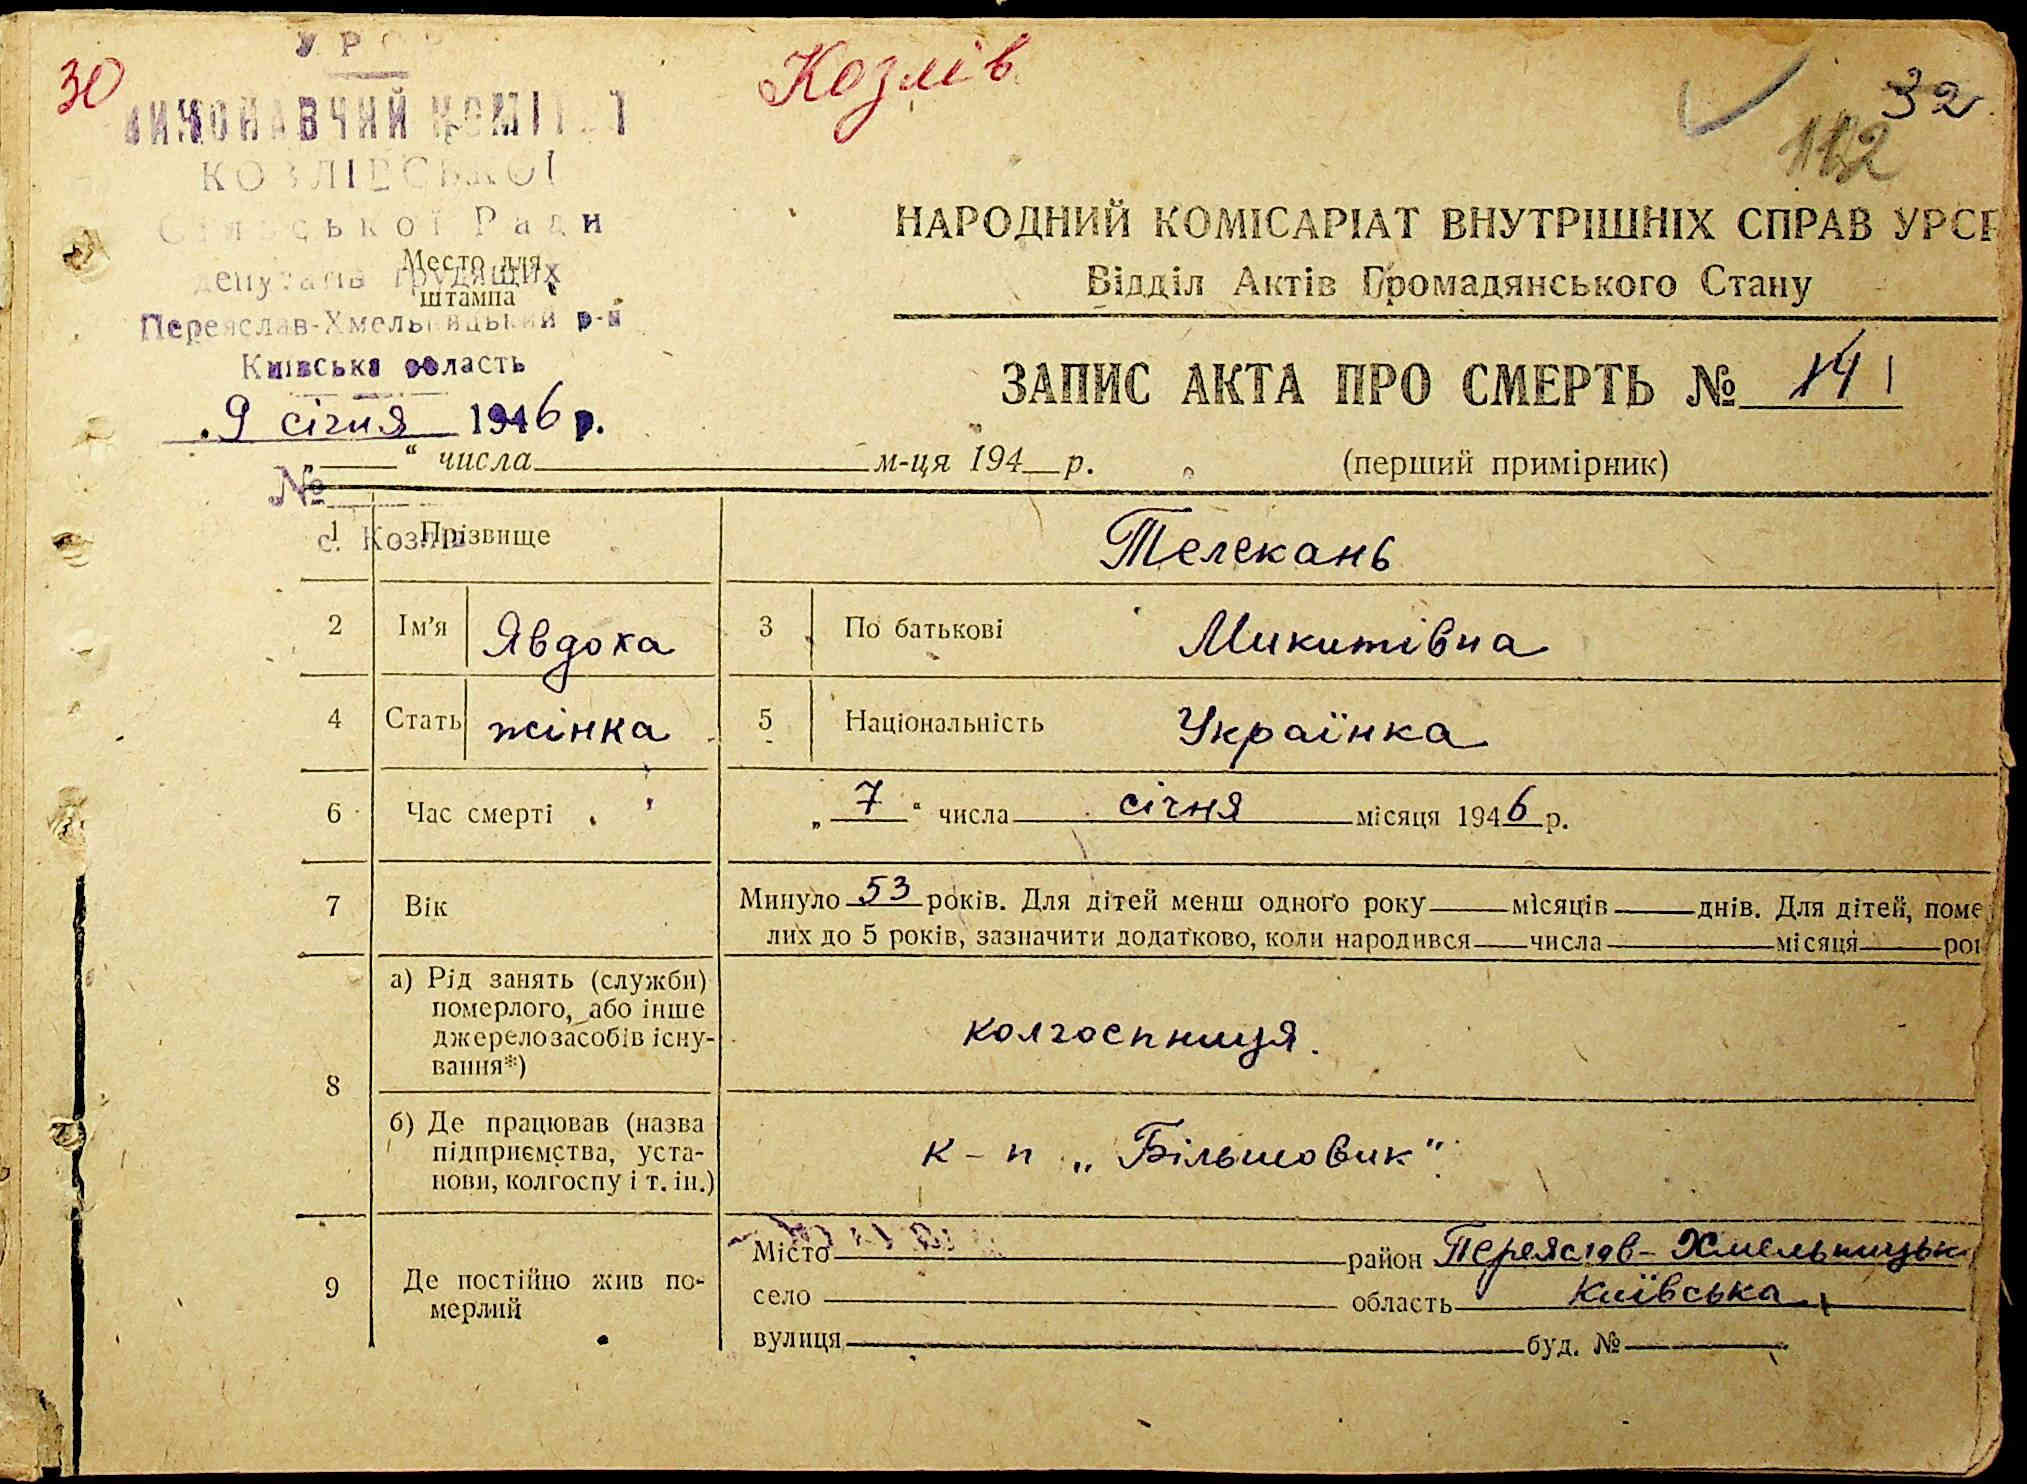 30
Козлів
32
112
УРСР
ВИКОНАВЧИЙ КОМІТЕТ
КОЗЛІВСЬКОЇ
Сільської Ради
депутатів трудящих
Место для
штампа
Переяслав-Хмельницький р-н
Київська область
9 січня 1946 р.
№
с. Козлів
НАРОДНИЙ КОМІСАРІАТ ВНУТРІШНІХ СПРАВ УРСР
Відділ Актів Громадянського Стану
ЗАПИС АКТА ПРО СМЕРТЬ №
“ числа м-ця 194 р. (перший примірник)
1 Прізвище Телекань
2 Ім’я Явдоха 3 По батькові Микитівна
4 Стать жінка 5 Національність Українка
6 Час смерті „ 7 “ числа січня місяця 1946 р.
7 Вік Минуло 53 років. Для дітей менш одного року місяців днів. Для дітей, поме
лих до 5 років, зазначити додатково, коли народився числа місяця рок
8 а) Рід занять (служби)
померлого, або інше
джерело засобів існу-
вання*)
колгоспниця.
б) Де працював (назва
підприємства, уста-
нови, колгоспу і т. ін.)
к-п „Більшовик“
9 Де постійно жив по-
мерлий
Місто район Переяслав-Хмельницьк
село область Київська
вулиця буд. №